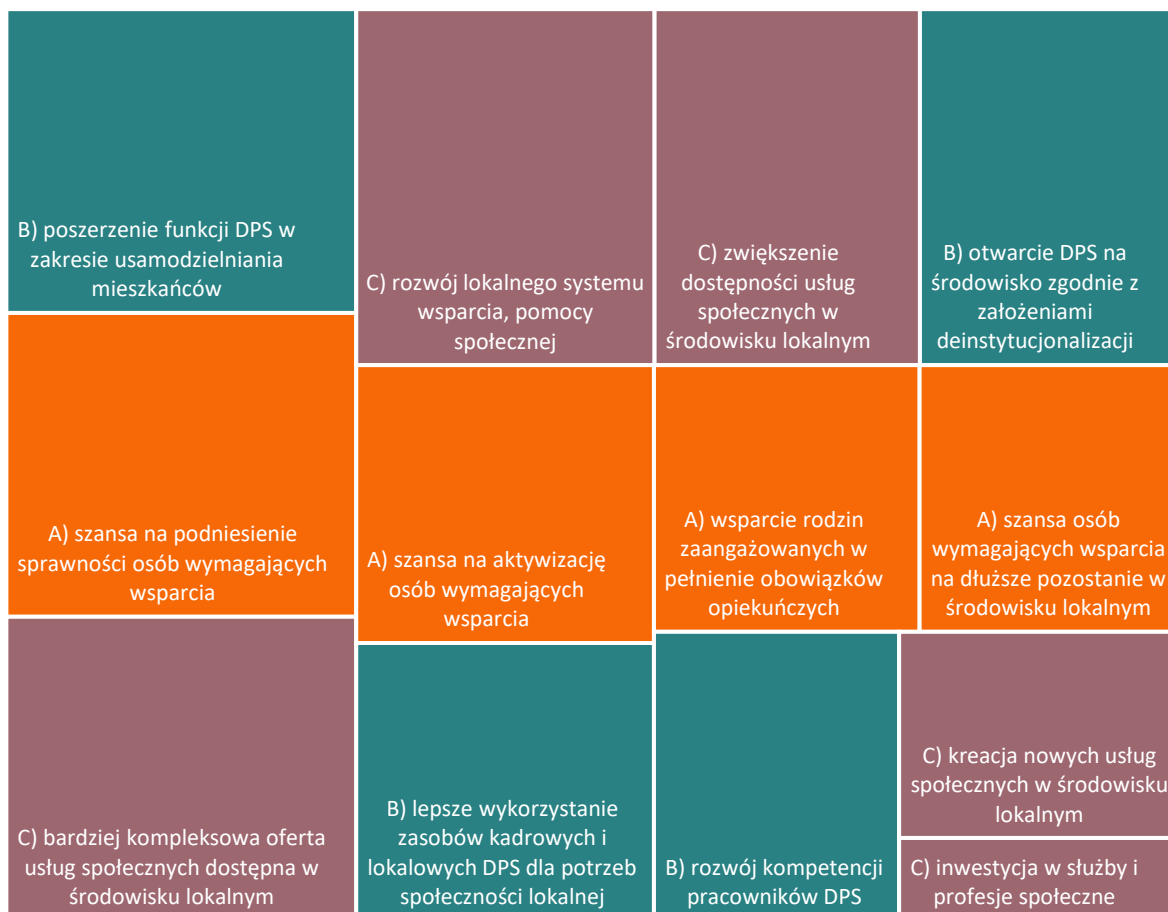 B) poszerzenie funkcji DPS w
zakresie usamodzielniania
mieszkańców
C) rozwój lokalnego systemu
wsparcia, pomocy
społecznej
C) zwiększenie
dostępności usług
społecznych w
środowisku lokalnym
B) otwarcie DPS na
środowisko zgodnie z
założeniami
deinstytucjonalizacji
A) szansa na podniesienie
sprawności osób wymagających
wsparcia
A) szansa na aktywizację
osób wymagających
wsparcia
A) wsparcie rodzin
zaangażowanych w
pełnienie obowiązków
opiekuńczych
A) szansa osób
wymagających wsparcia
na dłuższe pozostanie w
środowisku lokalnym
C) bardziej kompleksowa oferta
usług społecznych dostępna w
środowisku lokalnym
B) lepsze wykorzystanie
zasobów kadrowych i
lokalowych DPS dla potrzeb
społeczności lokalnej
B) rozwój kompetencji
pracowników DPS
C) kreacja nowych usług
społecznych w środowisku
lokalnym
C) inwestycja w służby i
profesje społeczne